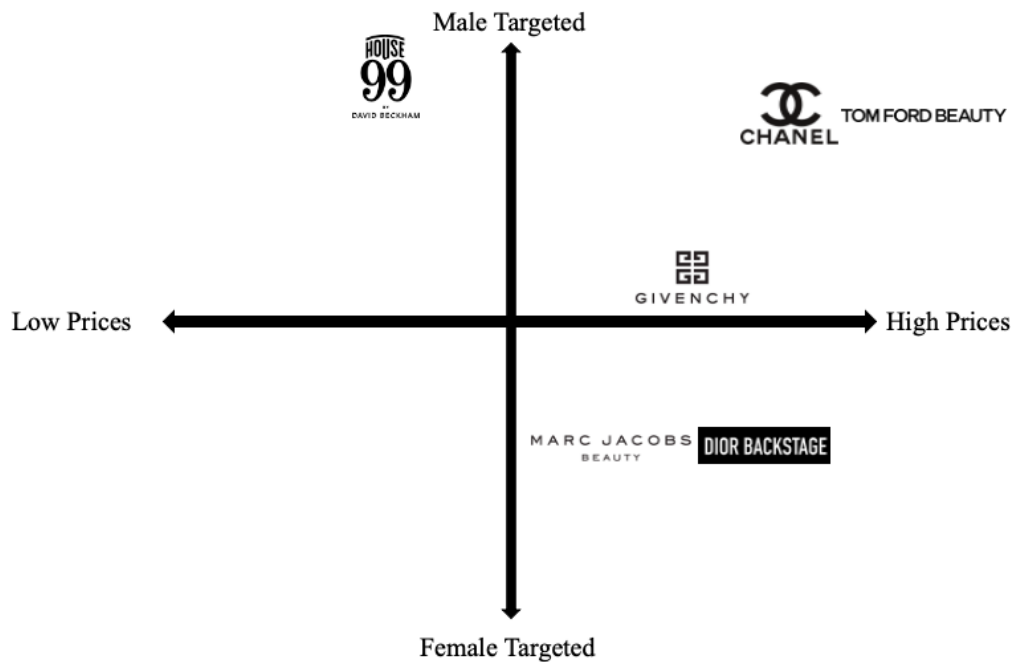 Male Targeted
HOUSE
99
BY
DAVID BECKHAM
CHANEL
TOM FORD BEAUTY
GIVENCHY
Low Prices
High Prices
MARC JACOBS
BEAUTY
DIOR BACKSTAGE
Female Targeted